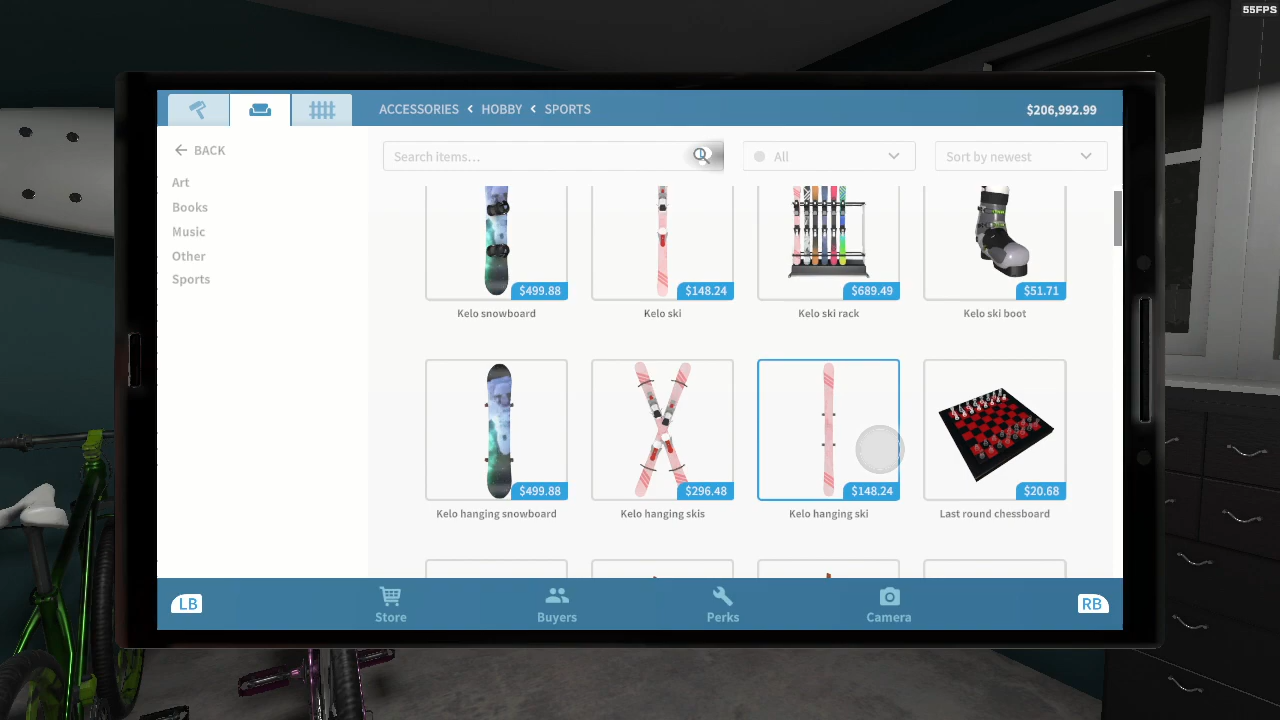 55FPS
ACCESSORIES < HOBBY < SPORTS
$206,992.99
BACK
Search items...
All
Sort by newest
Art
Books
Music
Other
Sports
$499.88
$148.24
$689.49
$51.71
Kelo snowboard
Kelo ski
Kelo ski rack
Kelo ski boot
$499.88
$296.48
$148.24
$20.68
Kelo hanging snowboard
Kelo hanging skis
Kelo hanging ski
Last round chessboard
LB
Store
Buyers
Perks
Camera
RB